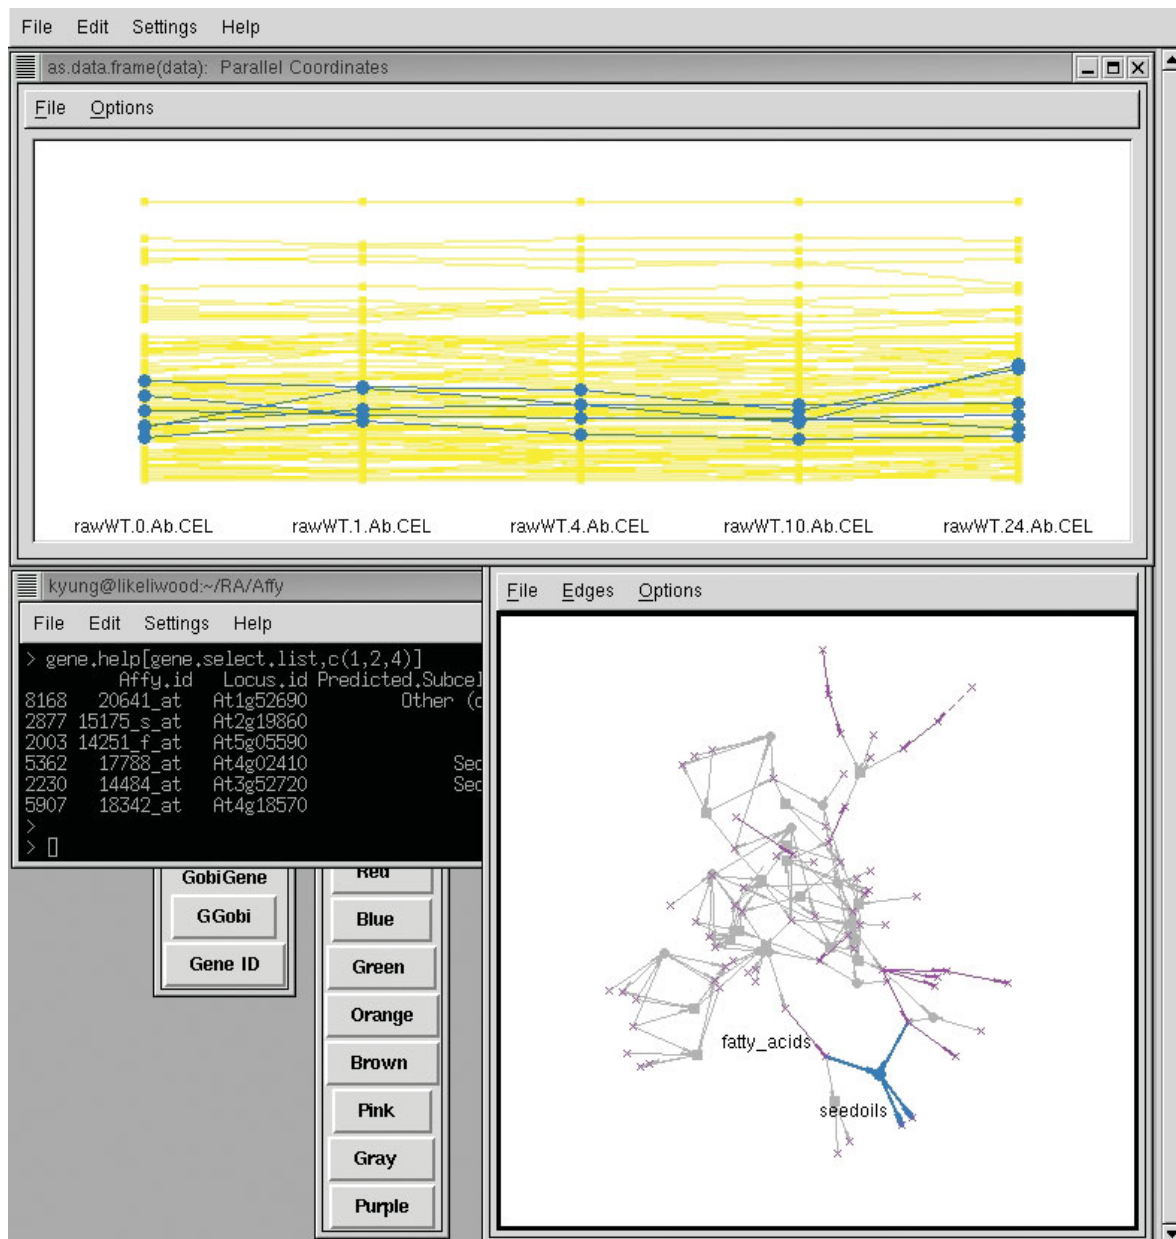 File Edit Settings Help
as.data.frame(data): Parallel Coordinates
File Options
rawWT.0.Ab.CEL rawWT.1.Ab.CEL rawWT.4.Ab.CEL rawWT.10.Ab.CEL rawWT.24.Ab.CEL
kyung@likeliwood:~/RA/Affy
File Edit Settings Help
> gene.help[gene.select.list,c(1,2,4)]
Affy.id Locus.id Predicted.Subcel
8168 20641_at At1g52690 Other (c
2877 15175_s_at At2g19860
2003 14251_f_at At5g05590
5362 17788_at At4g02410 Sec
2230 14484_at At3g52720 Sec
5907 18342_at At4g18570
>
>
GobiGene
GGobi
Gene ID
Red
Blue
Green
Orange
Brown
Pink
Gray
Purple
File Edges Options
fatty_acids
seedoils